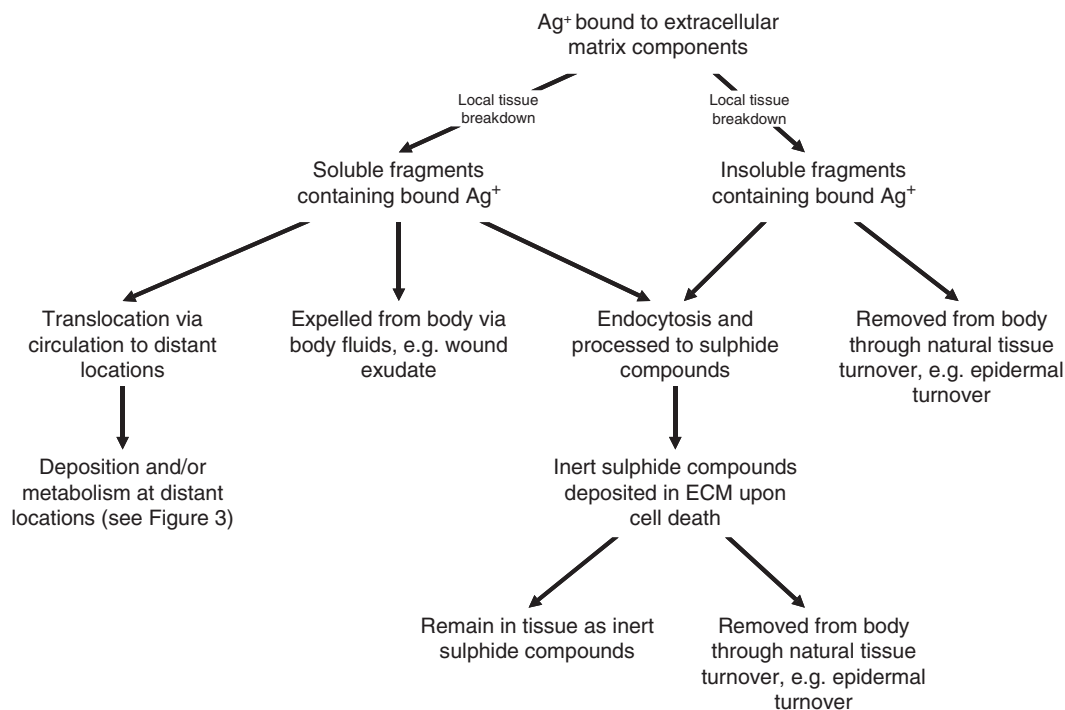 Ag⁺ bound to extracellular
matrix components
Local tissue
breakdown
Local tissue
breakdown
Soluble fragments
containing bound Ag⁺
Insoluble fragments
containing bound Ag⁺
Translocation via
circulation to distant
locations
Expelled from body via
body fluids, e.g. wound
exudate
Endocytosis and
processed to sulphide
compounds
Removed from body
through natural tissue
turnover, e.g. epidermal
turnover
Deposition and/or
metabolism at distant
locations (see Figure 3)
Inert sulphide compounds
deposited in ECM upon
cell death
Remain in tissue as inert
sulphide compounds
Removed from body
through natural tissue
turnover, e.g. epidermal
turnover